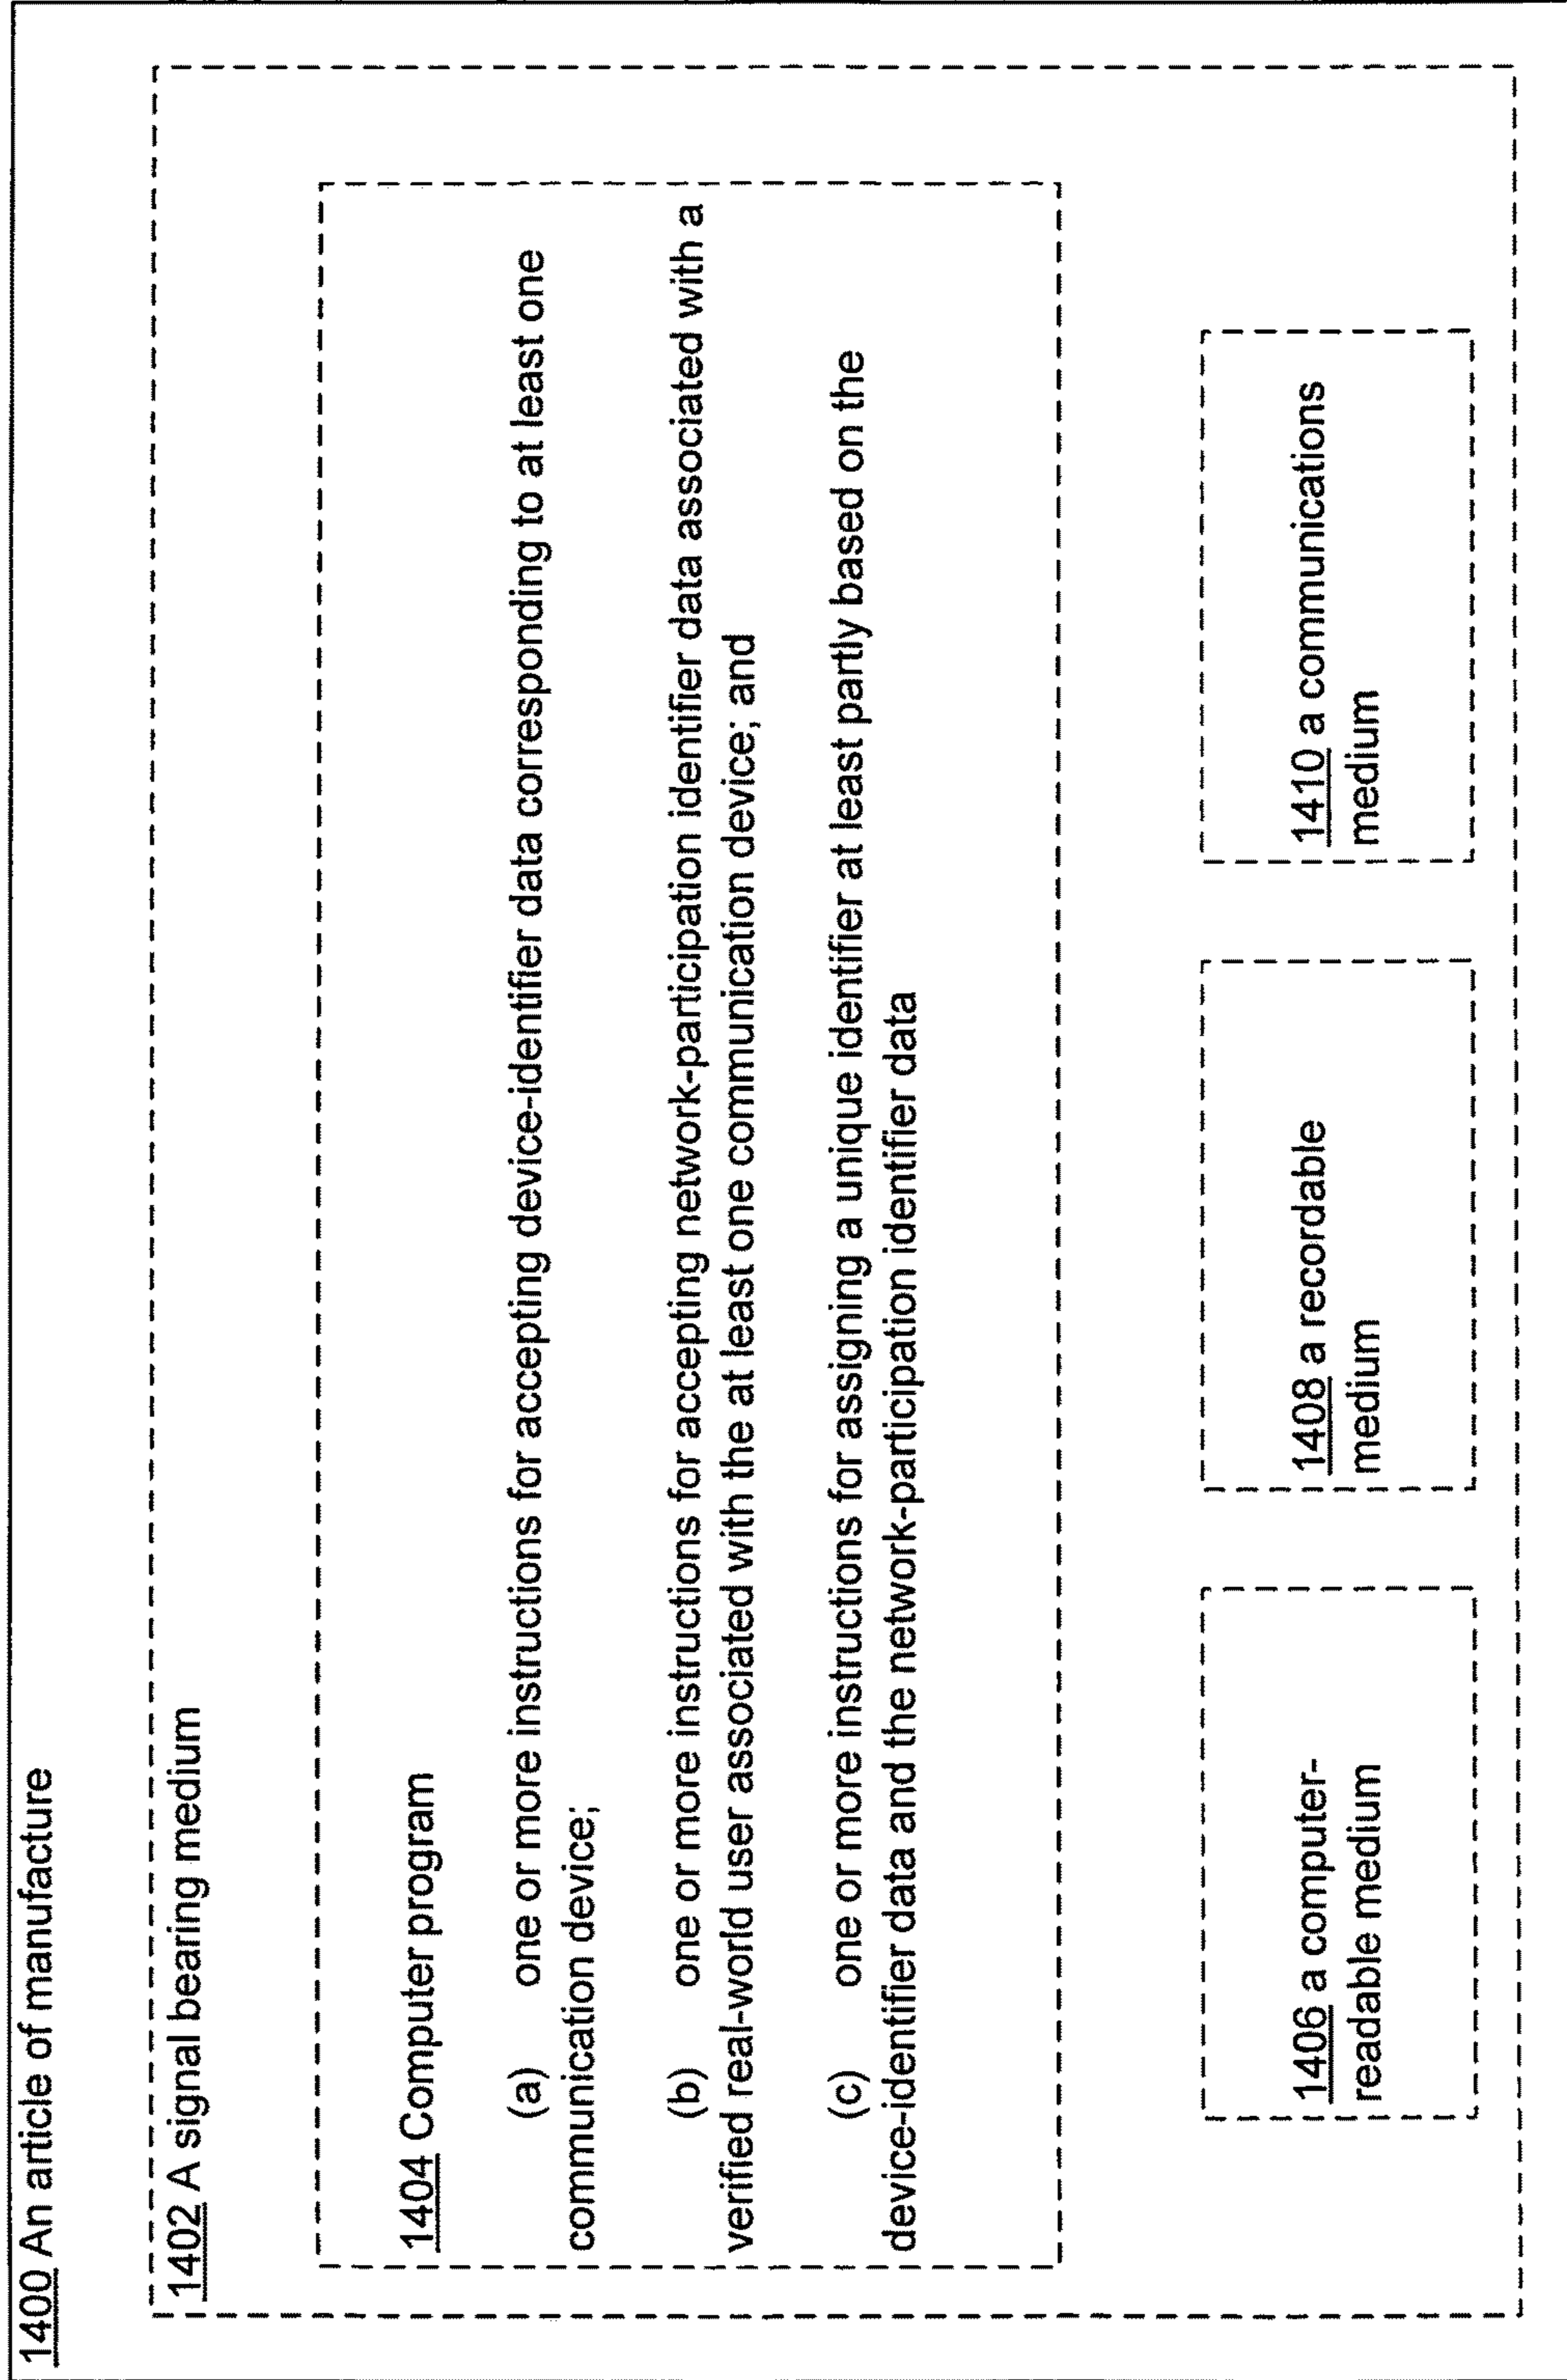 1400 An article of manufacture
1402 A signal bearing medium
1404 Computer program
(a) one or more instructions for accepting device-identifier data corresponding to at least one
communication device;
(b) one or more instructions for accepting network-participation identifier data associated with a
verified real-world user associated with the at least one communication device; and
(c) one or more instructions for assigning a unique identifier at least partly based on the
device-identifier data and the network-participation identifier data
1406 a computer-
readable medium
1408 a recordable
medium
1410 a communications
medium